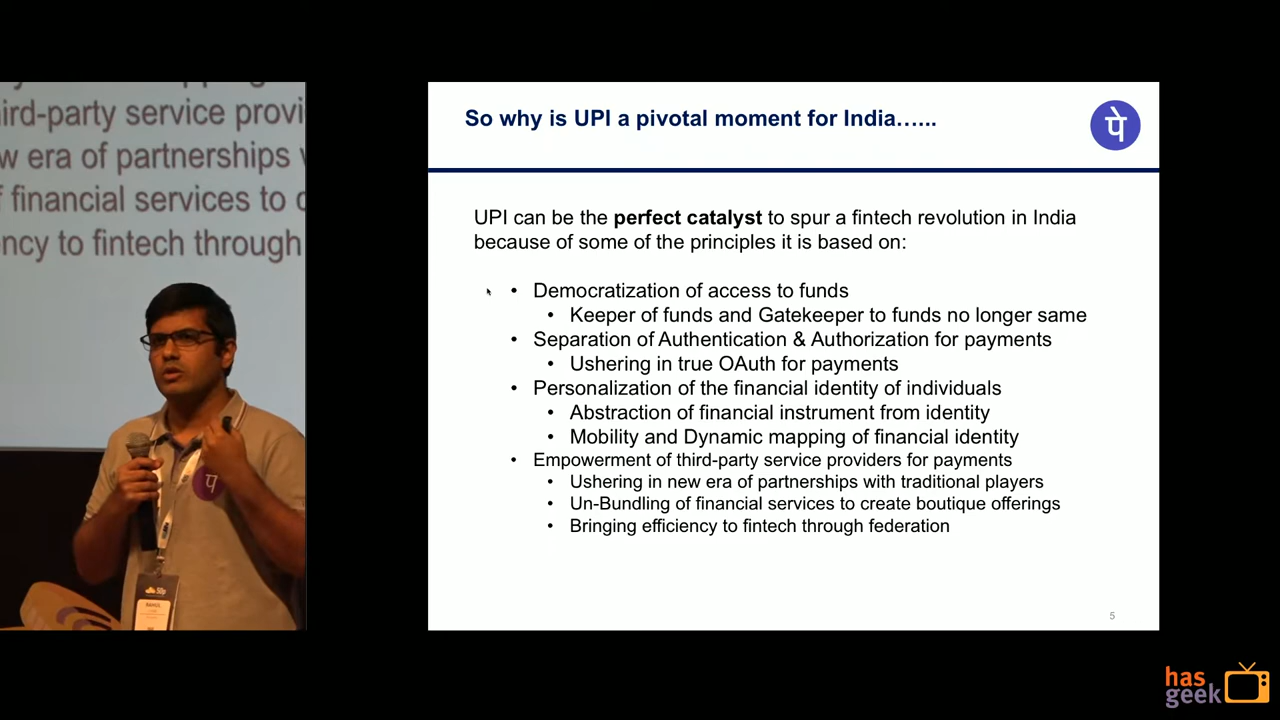 So why is UPI a pivotal moment for India…...
पे
UPI can be the perfect catalyst to spur a fintech revolution in India
because of some of the principles it is based on:
• Democratization of access to funds
• Keeper of funds and Gatekeeper to funds no longer same
• Separation of Authentication & Authorization for payments
• Ushering in true OAuth for payments
• Personalization of the financial identity of individuals
• Abstraction of financial instrument from identity
• Mobility and Dynamic mapping of financial identity
• Empowerment of third-party service providers for payments
• Ushering in new era of partnerships with traditional players
• Un-Bundling of financial services to create boutique offerings
• Bringing efficiency to fintech through federation
5
third-party service provi
era of partnerships
financial services to
to fintech through
पे
50p
RAHUL
has
geek